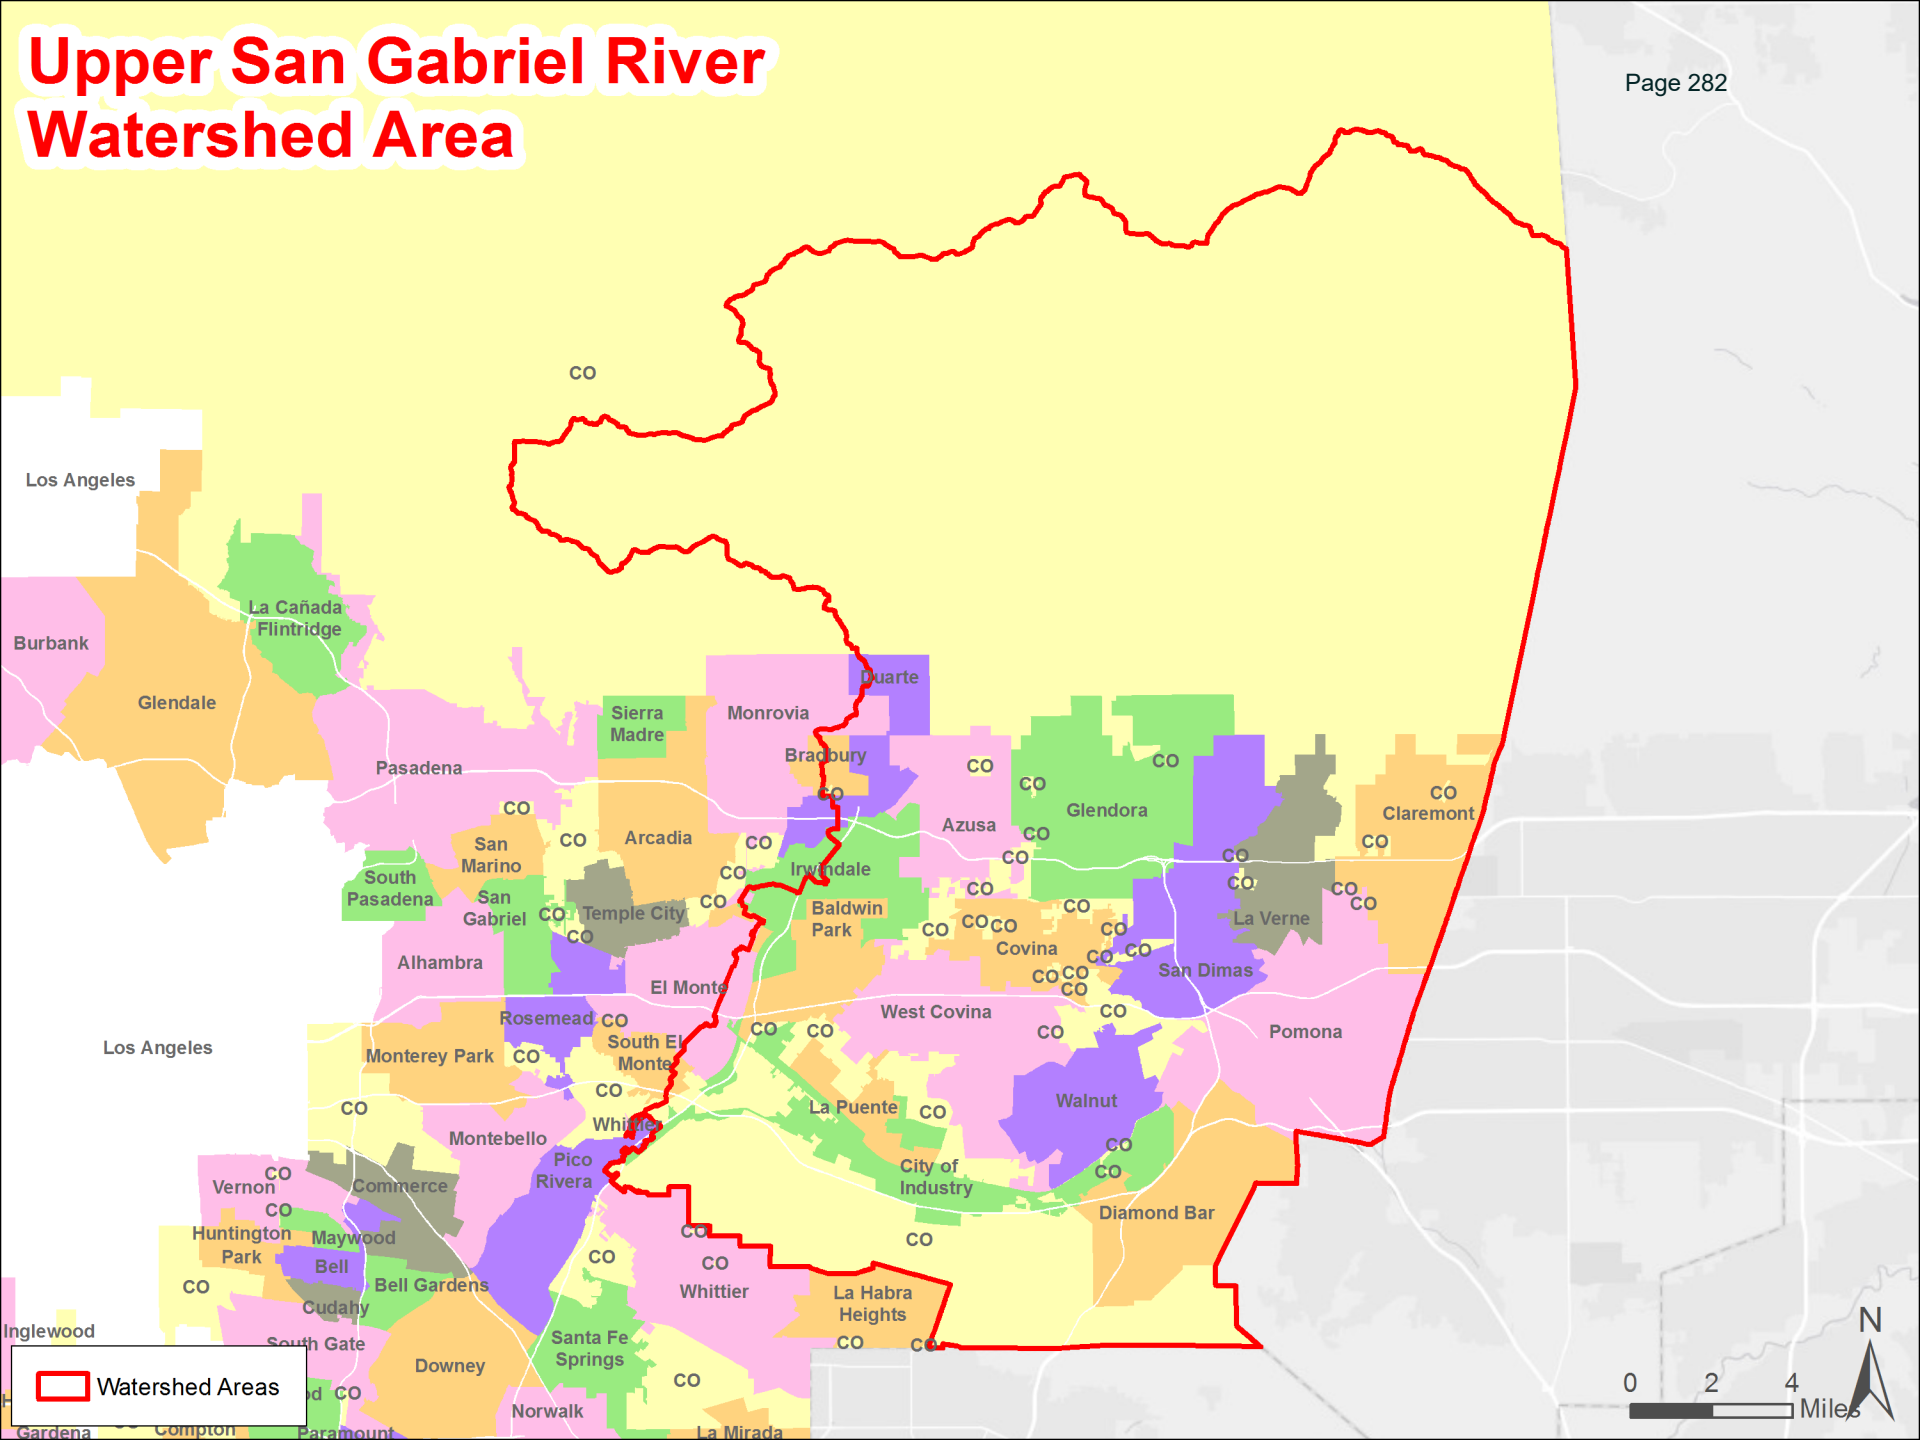 Upper San Gabriel River
Watershed Area
Page 282
CO
Los Angeles
La Cañada
Flintridge
Burbank
Glendale
Duarte
Sierra
Madre
Monrovia
Bradbury
Pasadena
CO
CO
CO
CO
CO
CO
Glendora
Claremont
CO
Azusa
CO
Arcadia
CO
CO
CO
San
Marino
CO
CO
CO
Irwindale
CO
South
Pasadena
CO
CO
CO
San
Gabriel
CO
CO
CO
Baldwin
Park
CO
Temple City
La Verne
CO
CO
CO
CO
CO
CO
Covina
CO
CO
Alhambra
San Dimas
CO
CO
CO
El Monte
West Covina
CO
Rosemead
CO
CO
CO
CO
Pomona
South El
Monte
Monterey Park
CO
Los Angeles
CO
Walnut
CO
La Puente
CO
Whittier
Montebello
CO
Pico
Rivera
City of
Industry
CO
CO
Vernon
Commerce
CO
Diamond Bar
Huntington
Park
Maywood
CO
CO
CO
CO
Bell
CO
Bell Gardens
Whittier
La Habra
Heights
Cudahy
Inglewood
South Gate
Santa Fe
Springs
CO
CO
N
Downey
CO
Watershed Areas
CO
0 2 4
Miles
Norwalk
Gardena
Compton
Paramount
La Mirada